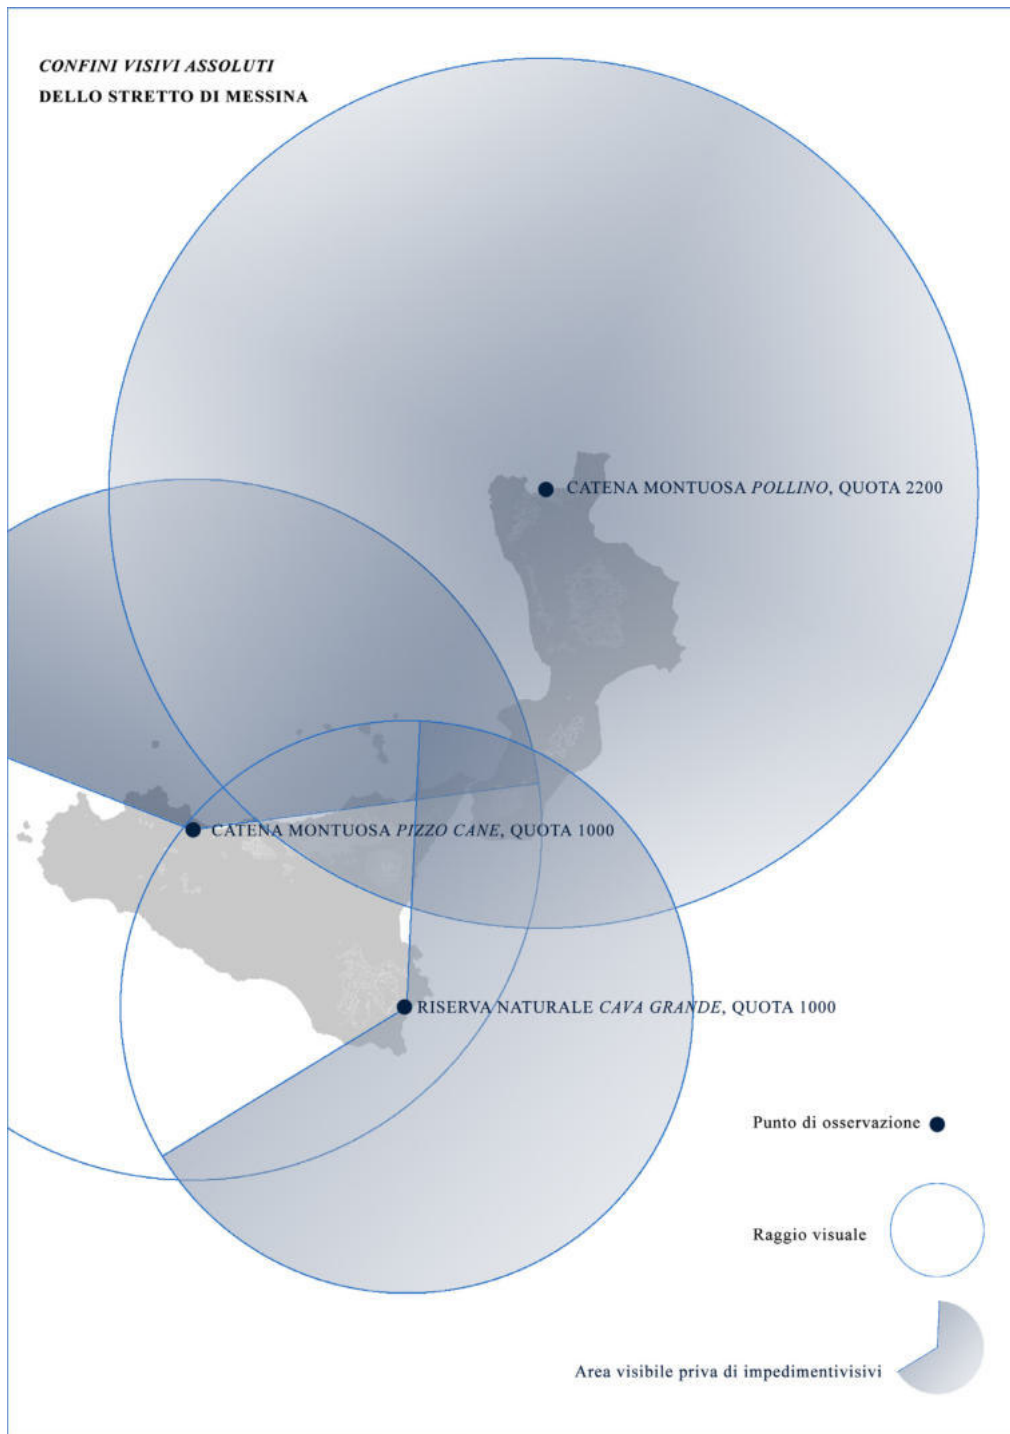 CONFINI VISIVI ASSOLUTI
DELLO STRETTO DI MESSINA
CATENA MONTUOSA POLLINO, QUOTA 2200
CATENA MONTUOSA PIZZO CANE, QUOTA 1000
RISERVA NATURALE CAVA GRANDE, QUOTA 1000
Punto di osservazione
Raggio visuale
Area visibile priva di impedimentivisivi